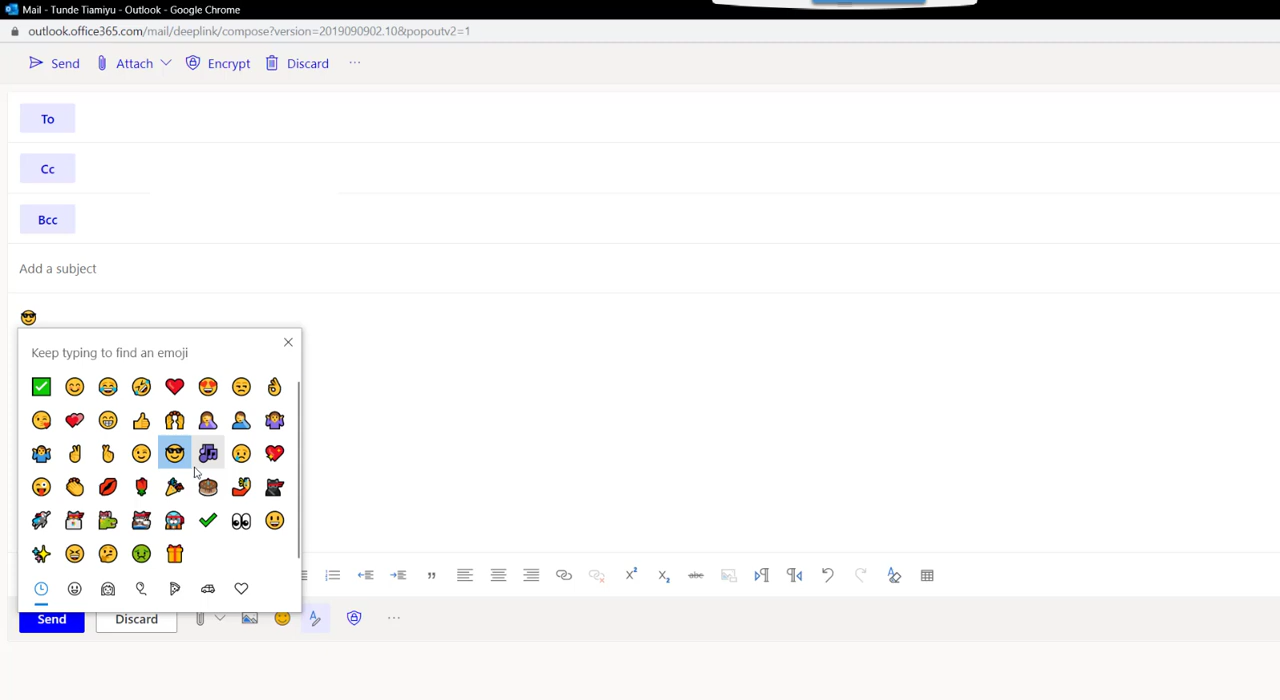 Mail - Tunde Tiamiyu - Outlook - Google Chrome
outlook.office365.com/mail/deeplink/compose?version=2019090902.10&popoutv2=1
Send Attach Encrypt Discard ...
To
Cc
Bcc
Add a subject
Keep typing to find an emoji
Send Discard ...